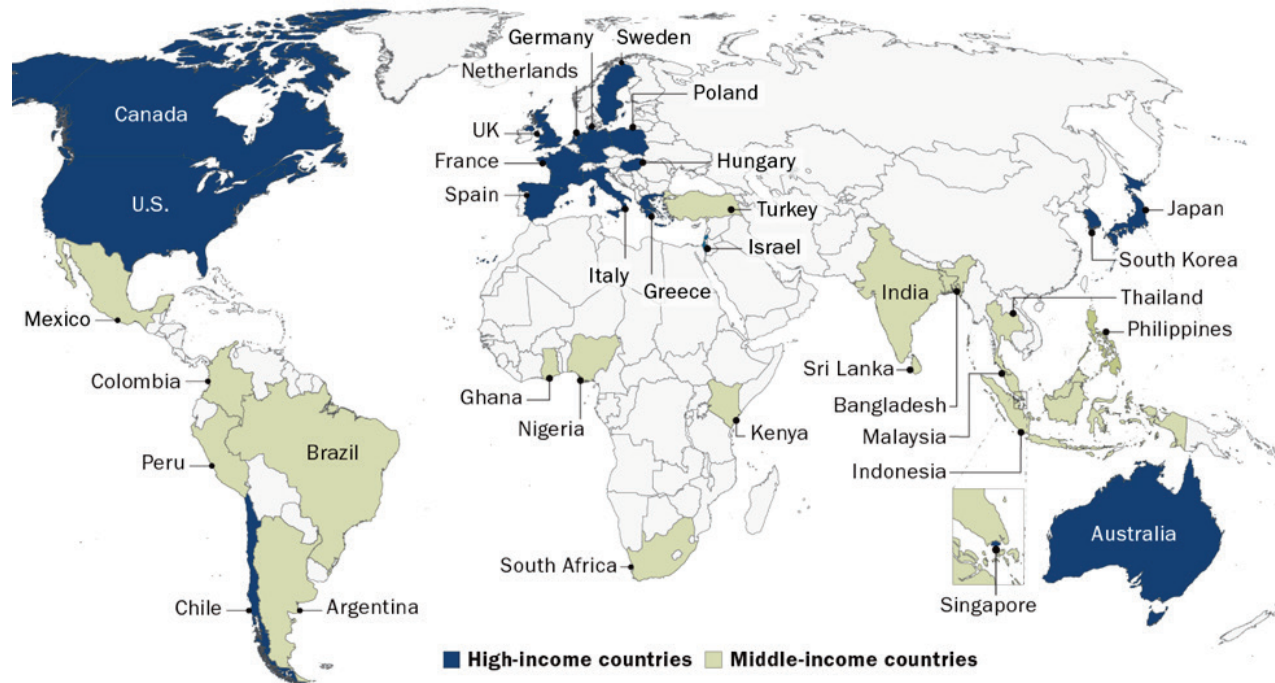 Germany
Sweden
Netherlands
Canada
Poland
UK
France
Hungary
U.S.
Spain
Turkey
Japan
Israel
South Korea
Italy
Greece
India
Thailand
Mexico
Philippines
Sri Lanka
Colombia
Ghana
Bangladesh
Nigeria
Kenya
Malaysia
Brazil
Peru
Indonesia
Australia
South Africa
Singapore
Chile
Argentina
High-income countries
Middle-income countries